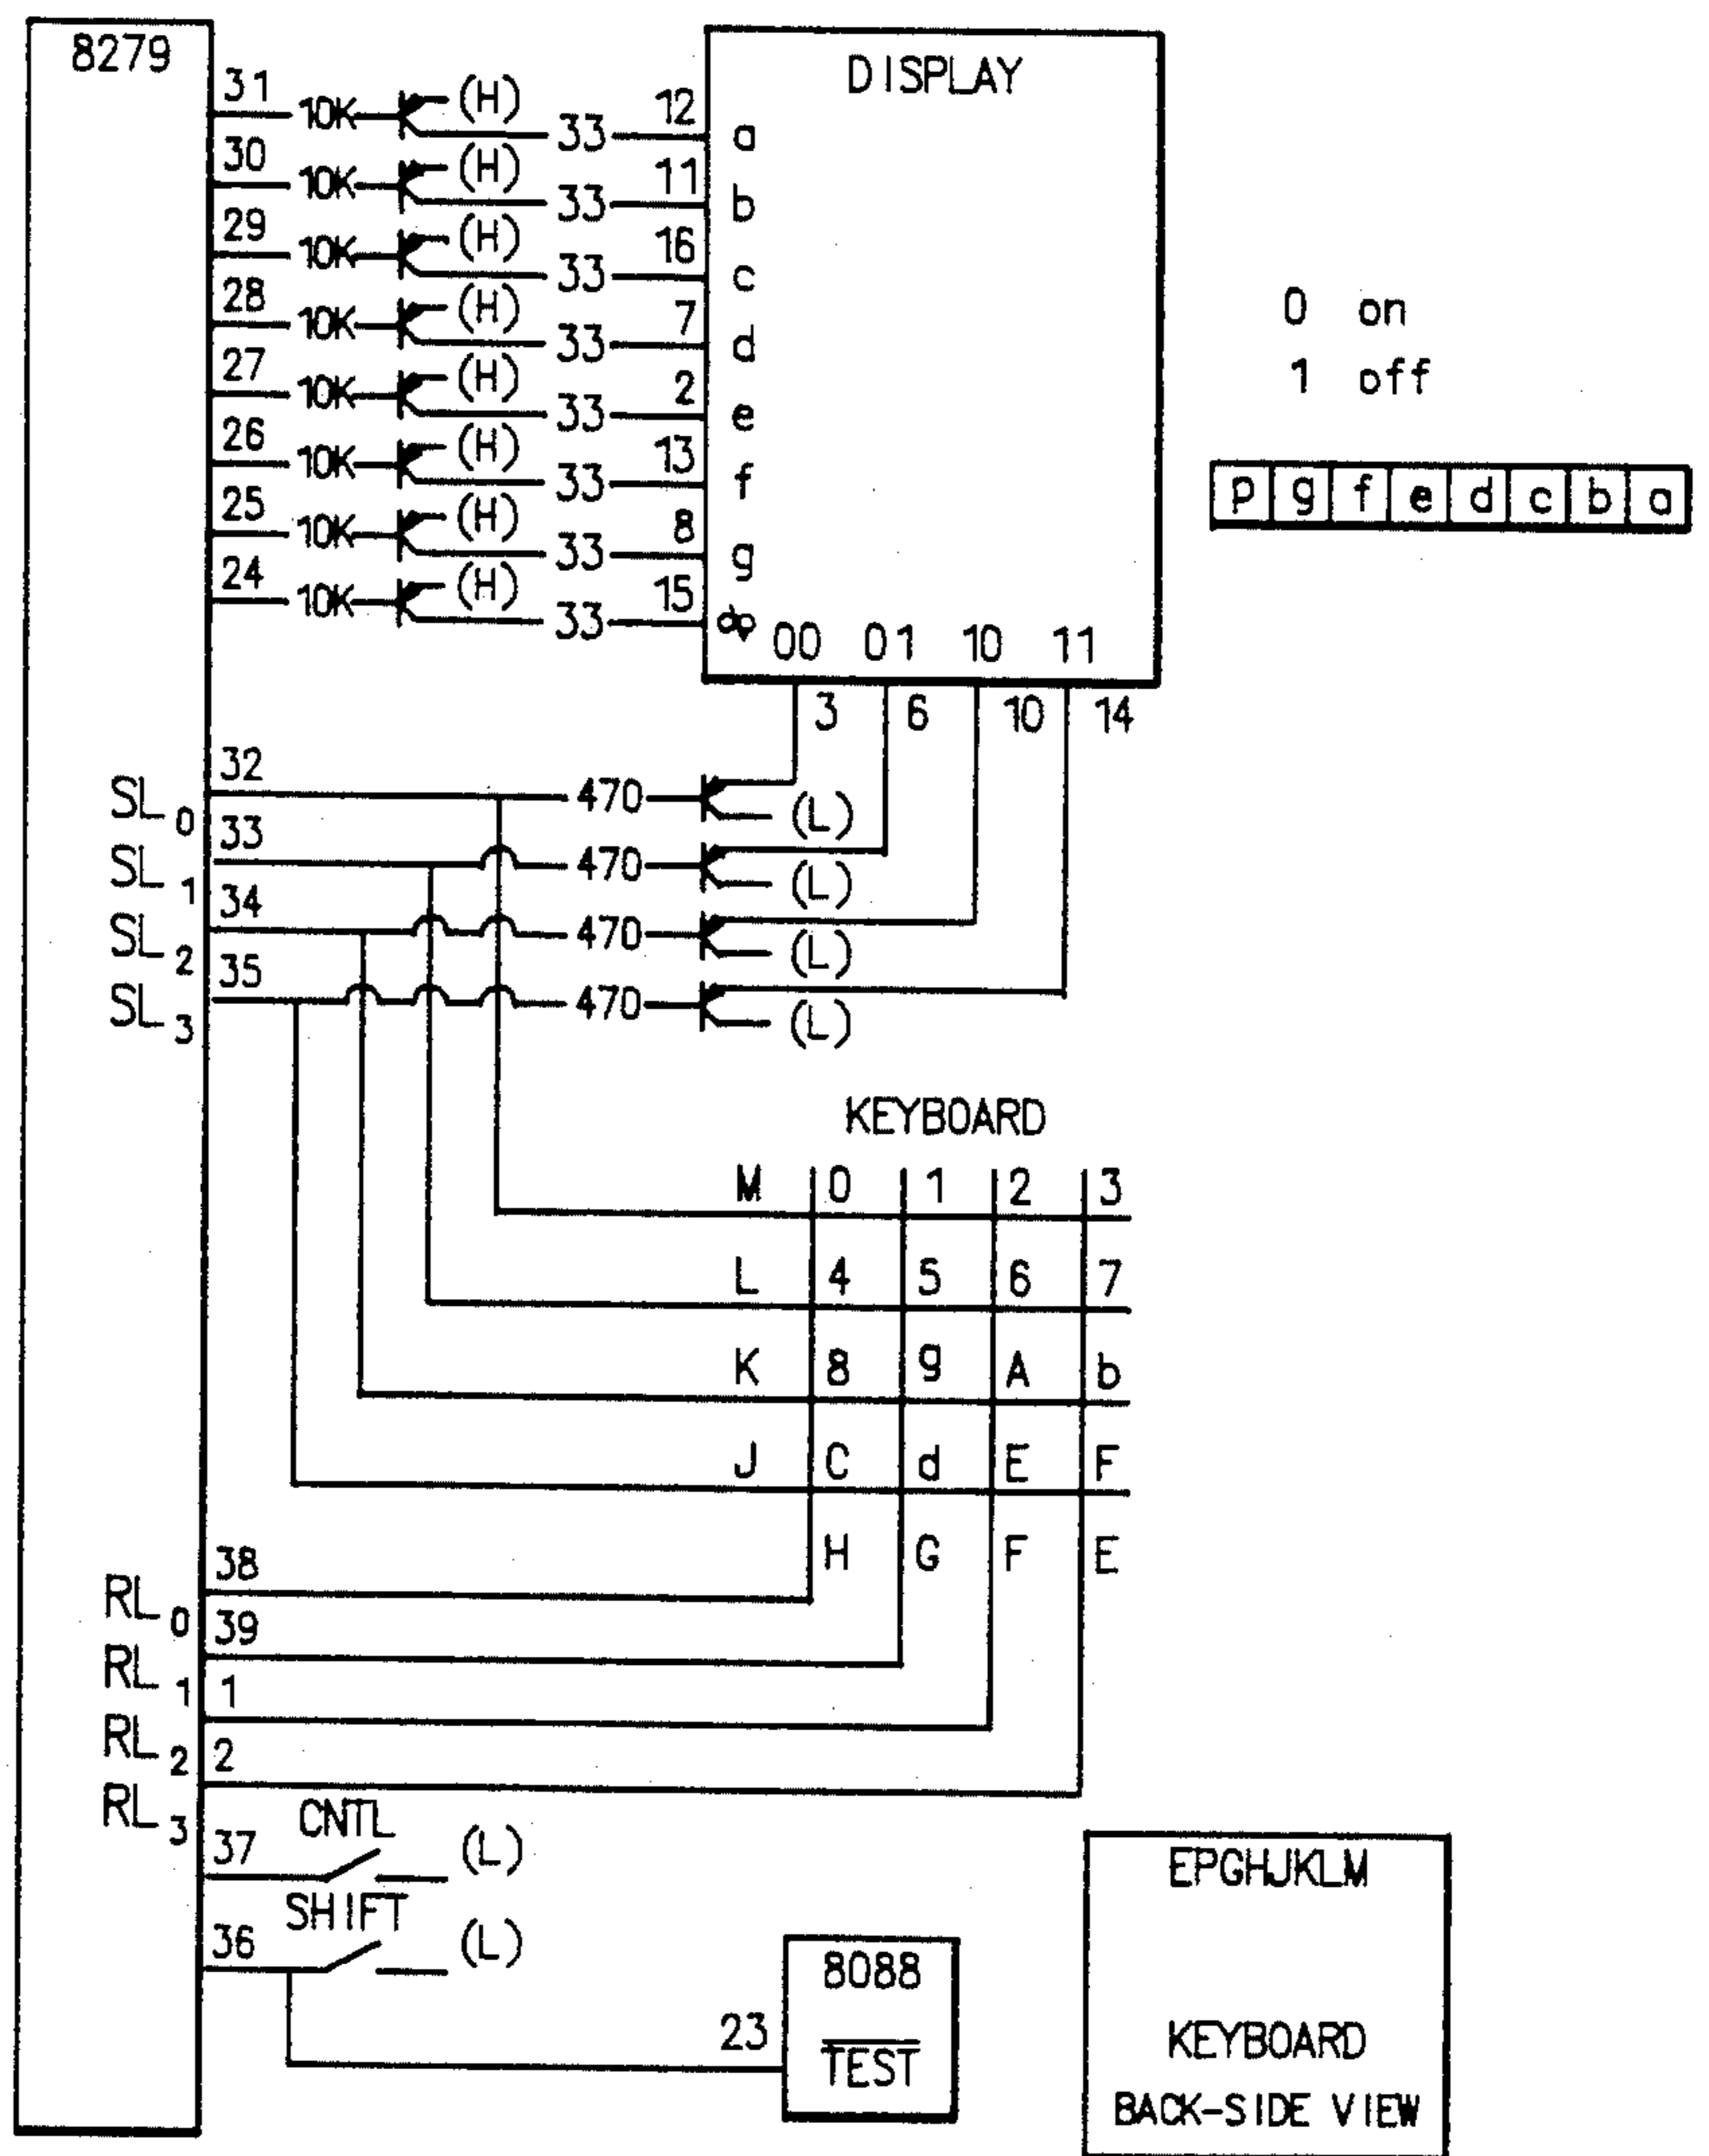 8279
DISPLAY
31 10K (H) 33 12 a
30 10K (H) 33 11 b
29 10K (H) 33 16 c
28 10K (H) 33 7 d
27 10K (H) 33 2 e
26 10K (H) 33 13 f
25 10K (H) 33 8 g
24 10K (H) 33 15 dp
0 on
1 off
p g f e d c b a
00 01 10 11
3 6 10 14
SL0 32 470 (L)
SL1 33 470 (L)
SL2 34 470 (L)
SL3 35 470 (L)
KEYBOARD
M 0 1 2 3
L 4 5 6 7
K 8 9 A b
J C d E F
H G F E
RL0 38
RL1 39
RL2 1
RL3 2
CNTL
37 (L)
SHIFT
36 (L)
8088
23 TEST
EPGHJKLM
KEYBOARD
BACK-SIDE VIEW